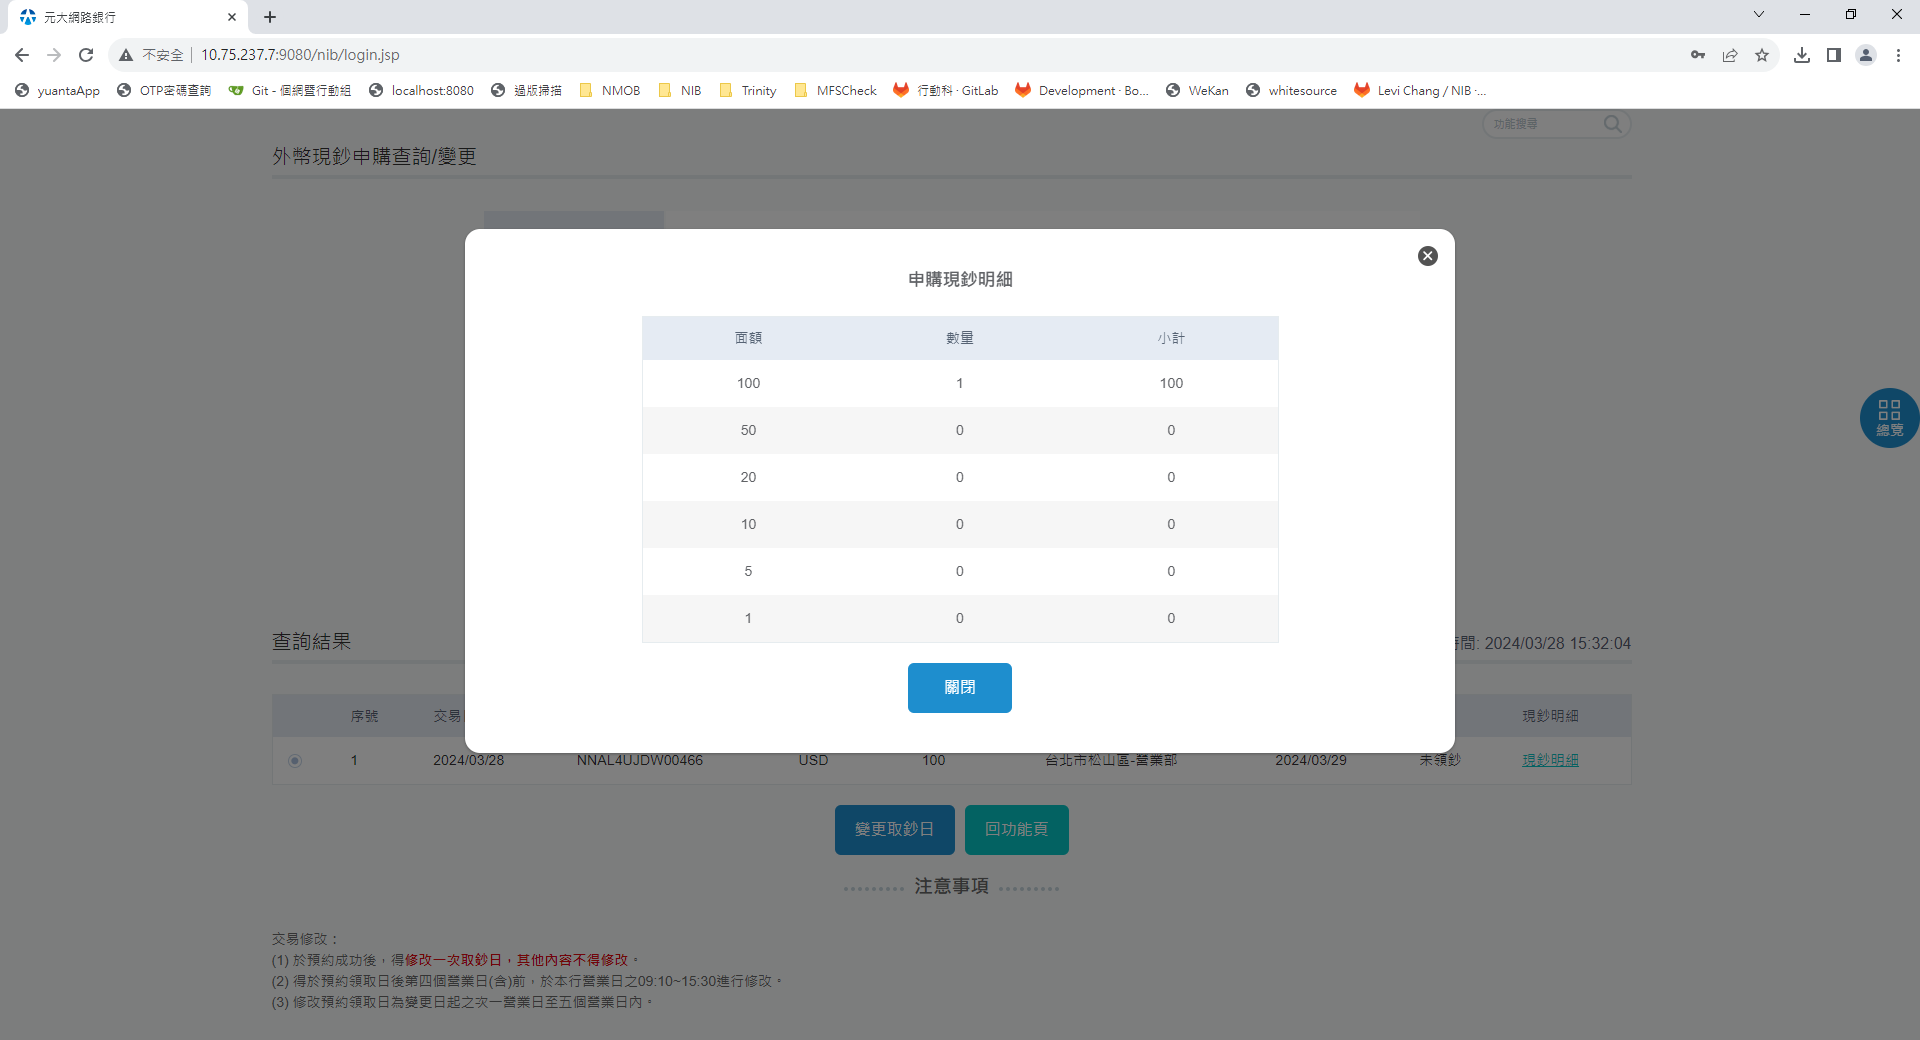 元大網路銀行
不安全 10.75.237.7:9080/nib/login.jsp
yuantaApp OTP密碼查詢 Git - 個網暨行動組 localhost:8080 過版掃描 NMOB NIB Trinity MFSCheck 行動科 · GitLab Development · Bo... WeKan whitesource Levi Chang / NIB ·...
功能搜尋
外幣現鈔申購查詢/變更
申購現鈔明細
面額 數量 小計
100 1 100
50 0 0
20 0 0
10 0 0
5 0 0
1 0 0
關閉
總覽
查詢結果
間: 2024/03/28 15:32:04
序號 交易 現鈔明細
1 2024/03/28 NNAL4UJDW00466 USD 100 台北市松山區-營業部 2024/03/29 未領鈔 現鈔明細
變更取鈔日 回功能頁
注意事項
交易修改：
(1) 於預約成功後，得修改一次取鈔日，其他內容不得修改。
(2) 得於預約領取日後第四個營業日(含)前，於本行營業日之09:10~15:30進行修改。
(3) 修改預約領取日為變更日起之次一營業日至五個營業日內。